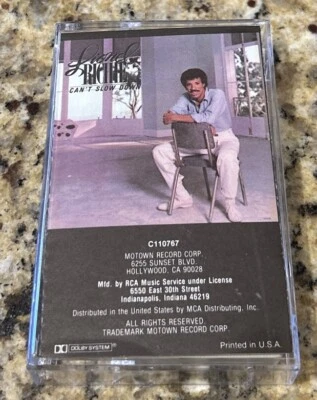 Lionel
RICHIE
CAN'T SLOW DOWN
C110767
MOTOWN RECORD CORP.
6255 SUNSET BLVD.
HOLLYWOOD, CA 90028
Mfd. by RCA Music Service under License
6550 East 30th Street
Indianapolis, Indiana 46219
Distributed in the United States by MCA Distributing, Inc.
ALL RIGHTS RESERVED.
TRADEMARK MOTOWN RECORD CORP.
DOLBY SYSTEM
Printed in U.S.A.